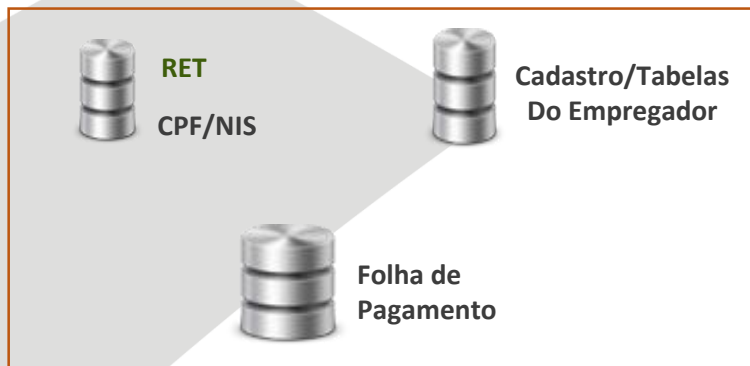 RET
CPF/NIS
Cadastro/Tabelas
Do Empregador
Folha de
Pagamento